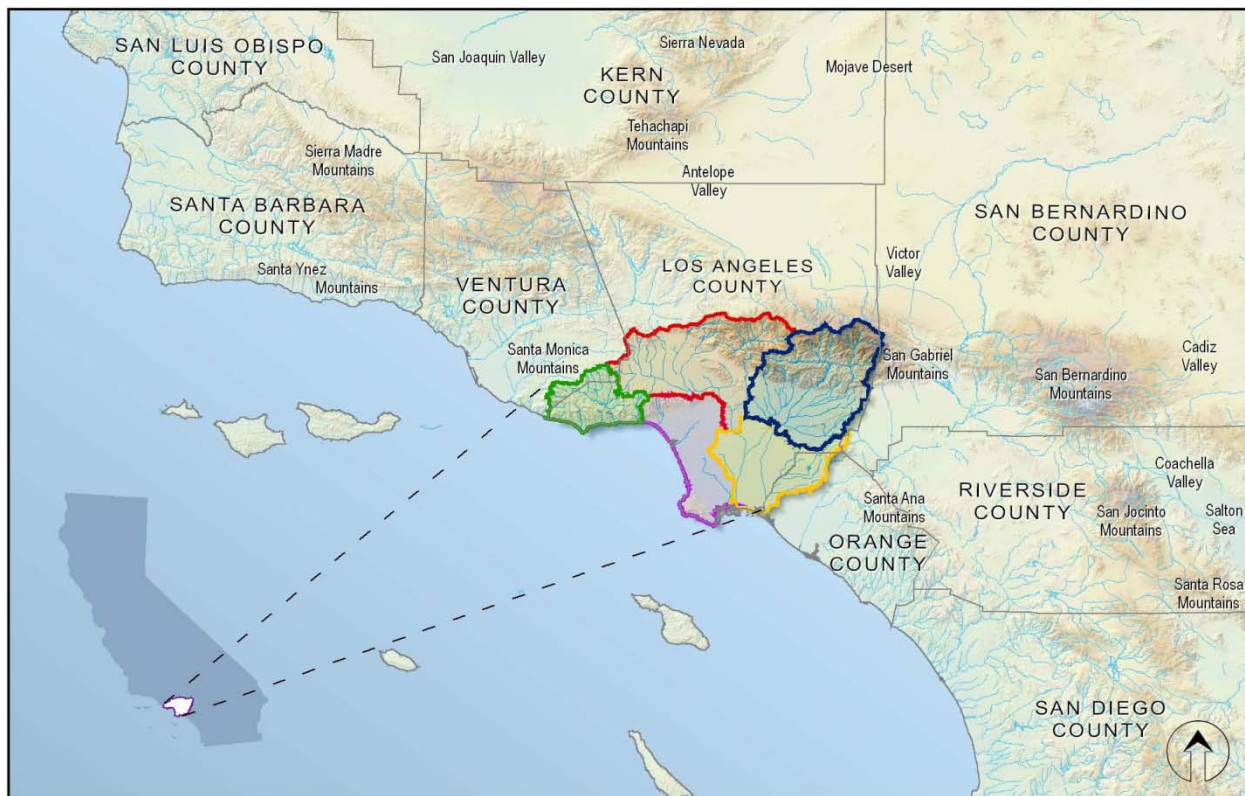 SAN LUIS OBISPO
COUNTY
San Joaquin Valley
Sierra Nevada
Mojave Desert
KERN
COUNTY
Tehachapi
Mountains
Sierra Madre
Mountains
Antelope
Valley
SANTA BARBARA
COUNTY
SAN BERNARDINO
COUNTY
Santa Ynez
Mountains
VENTURA
COUNTY
LOS ANGELES
COUNTY
Victor
Valley
Santa Monica
Mountains
San Gabriel
Mountains
San Bernardino
Mountains
Cadiz
Valley
Coachella
Valley
RIVERSIDE
COUNTY
Santa Ana
Mountains
San Jocinto
Mountains
Salton
Sea
ORANGE
COUNTY
Santa Rosa
Mountains
SAN DIEGO
COUNTY